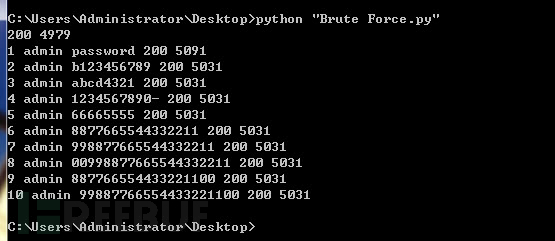 C:\Users\Administrator\Desktop>python "Brute Force.py"
200 4979
1 admin password 200 5091
2 admin b123456789 200 5031
3 admin abcd4321 200 5031
4 admin 1234567890- 200 5031
5 admin 66665555 200 5031
6 admin 8877665544332211 200 5031
7 admin 998877665544332211 200 5031
8 admin 00998877665544332211 200 5031
9 admin 887766554433221100 200 5031
10 admin 99887766554433221100 200 5031
C:\Users\Administrator\Desktop>